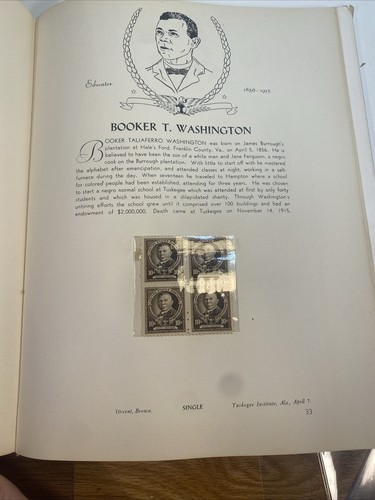 Educator
1856-1915
BOOKER T. WASHINGTON
BOOKER TALIAFERRO WASHINGTON was born on James Burrough's
plantation at Hale's Ford, Franklin County, Va., on April 5, 1856. He is
believed to have been the son of a white man and Jane Ferguson, a negro
cook on the Burrough plantation. With little to start off with, he mastered
the alphabet after emancipation, and attended classes at night, working in a salt-
furnace during the day. When seventeen he traveled to Hampton where a school
for colored people had been established, attending for three years. He was chosen
to start a negro normal school at Tuskegee which was attended at first by only forty
students and which was housed in a dilapidated shanty. Through Washington's
untiring efforts the school grew until it comprised over 100 buildings and had an
endowment of $2,000,000. Death came at Tuskegee on November 14, 1915.
10¢ 10¢
10¢ 10¢
Vincent, Brown.
SINGLE
Tuskegee Institute, Ala., April 7.
33